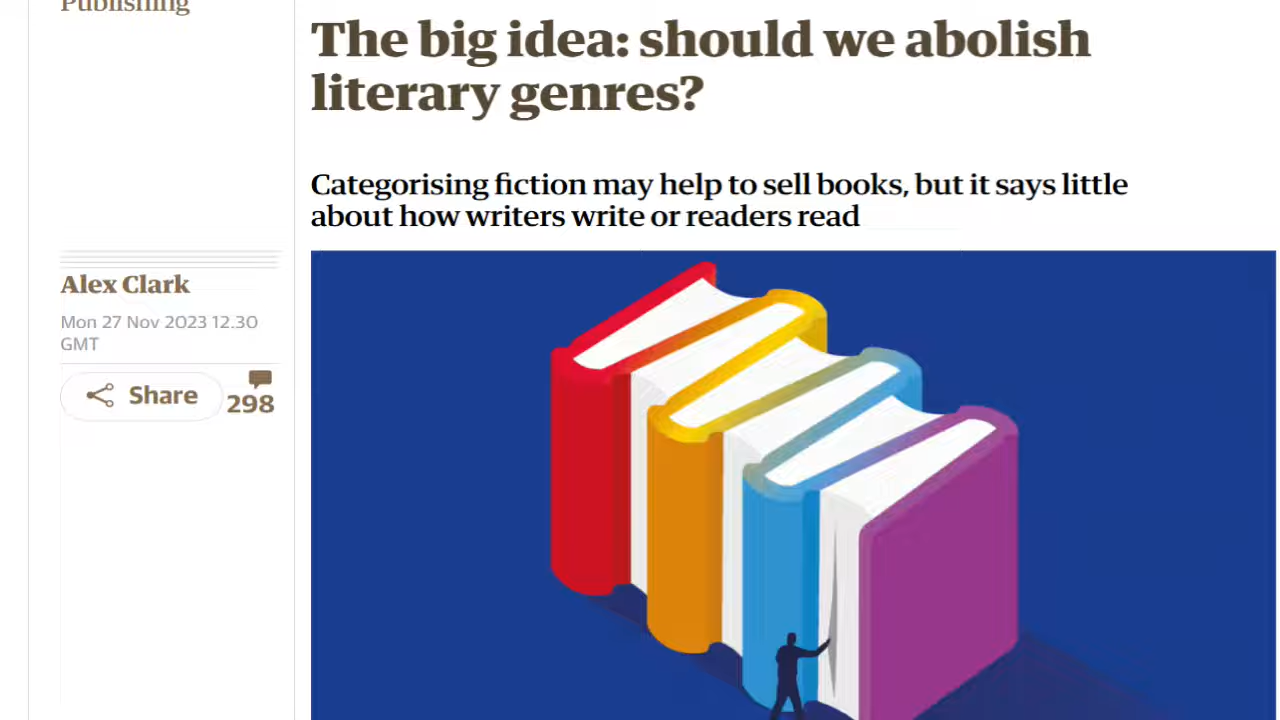 Publishing
The big idea: should we abolish
literary genres?
Categorising fiction may help to sell books, but it says little
about how writers write or readers read
Alex Clark
Mon 27 Nov 2023 12.30
GMT
Share
298